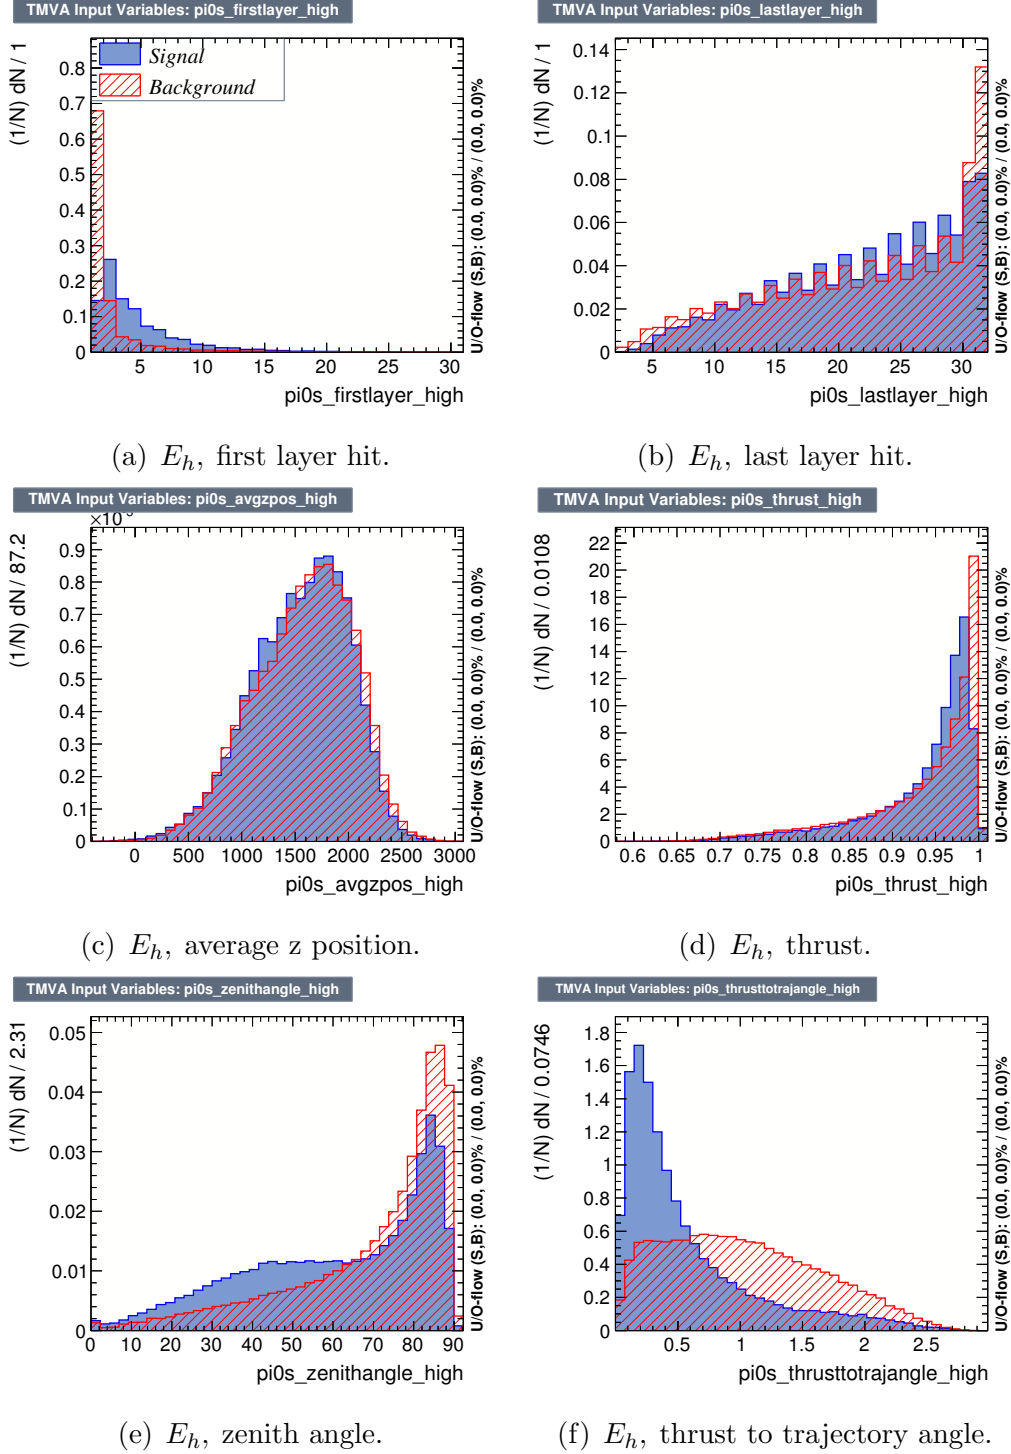 TMVA Input Variables: pi0s_firstlayer_high
(1/N) dN / 1
0.8
0.7
0.6
0.5
0.4
0.3
0.2
0.1
0
Signal
Background
5 10 15 20 25 30
pi0s_firstlayer_high
U/O-flow (S,B): (0.0, 0.0)% / (0.0, 0.0)%
(a) E_h, first layer hit.
TMVA Input Variables: pi0s_lastlayer_high
(1/N) dN / 1
0.14
0.12
0.1
0.08
0.06
0.04
0.02
0
5 10 15 20 25 30
pi0s_lastlayer_high
U/O-flow (S,B): (0.0, 0.0)% / (0.0, 0.0)%
(b) E_h, last layer hit.
TMVA Input Variables: pi0s_avgzpos_high
(1/N) dN / 87.2
0.9
0.8
0.7
0.6
0.5
0.4
0.3
0.2
0.1
0
0 500 1000 1500 2000 2500 3000
pi0s_avgzpos_high
U/O-flow (S,B): (0.0, 0.0)% / (0.0, 0.0)%
(c) E_h, average z position.
TMVA Input Variables: pi0s_thrust_high
(1/N) dN / 0.0108
22
20
18
16
14
12
10
8
6
4
2
0
0.6 0.65 0.7 0.75 0.8 0.85 0.9 0.95 1
pi0s_thrust_high
U/O-flow (S,B): (0.0, 0.0)% / (0.0, 0.0)%
(d) E_h, thrust.
TMVA Input Variables: pi0s_zenithangle_high
(1/N) dN / 2.31
0.05
0.04
0.03
0.02
0.01
0
0 10 20 30 40 50 60 70 80 90
pi0s_zenithangle_high
U/O-flow (S,B): (0.0, 0.0)% / (0.0, 0.0)%
(e) E_h, zenith angle.
TMVA Input Variables: pi0s_thrusttotrajangle_high
(1/N) dN / 0.0746
1.8
1.6
1.4
1.2
1
0.8
0.6
0.4
0.2
0
0.5 1 1.5 2 2.5
pi0s_thrusttotrajangle_high
U/O-flow (S,B): (0.0, 0.0)% / (0.0, 0.0)%
(f) E_h, thrust to trajectory angle.